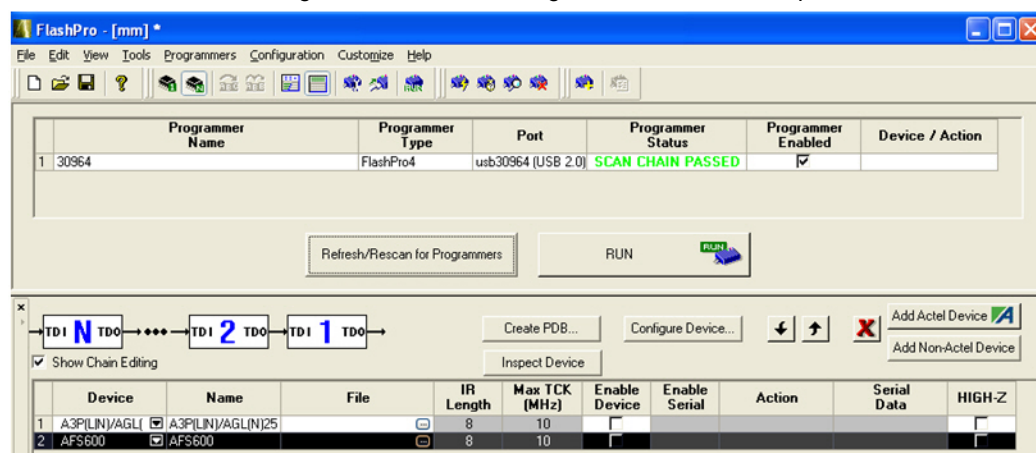 FlashPro - [mm] *
File Edit View Tools Programmers Configuration Customize Help
Programmer Name Programmer Type Port Programmer Status Programmer Enabled Device / Action
1 30964 FlashPro4 usb30964 (USB 2.0) SCAN CHAIN PASSED
Refresh/Rescan for Programmers RUN RUN
TDI N TDO TDI 2 TDO TDI 1 TDO Create PDB... Configure Device... X Add Actel Device
Show Chain Editing Inspect Device Add Non-Actel Device
Device Name File IR Length Max TCK (MHz) Enable Device Enable Serial Action Serial Data HIGH-Z
1 A3P(L|N)/AGL( A3P(L|N)/AGL(N)25 8 10
2 AFS600 AFS600 8 10